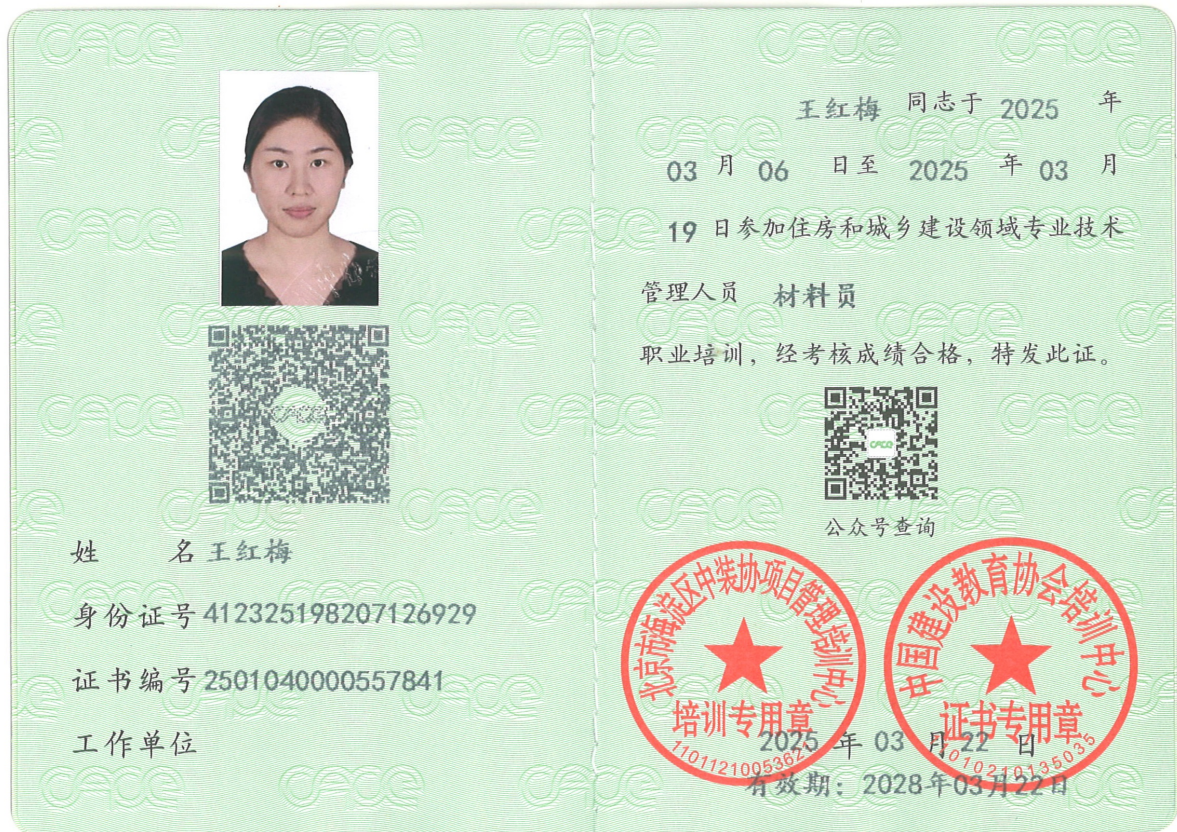 姓 名 王红梅
身份证号 412325198207126929
证书编号 2501040000557841
工作单位
王红梅 同志于 2025 年
03 月 06 日至 2025 年 03 月
19 日参加住房和城乡建设领域专业技术
管理人员 材料员
职业培训，经考核成绩合格，特发此证。
CACE
公众号查询
北京市海淀区中装协项目管理培训中心
培训专用章
中国建设教育协会培训中心
证书专用章
2025 年 03 月 22 日
有效期：2028年03月22日